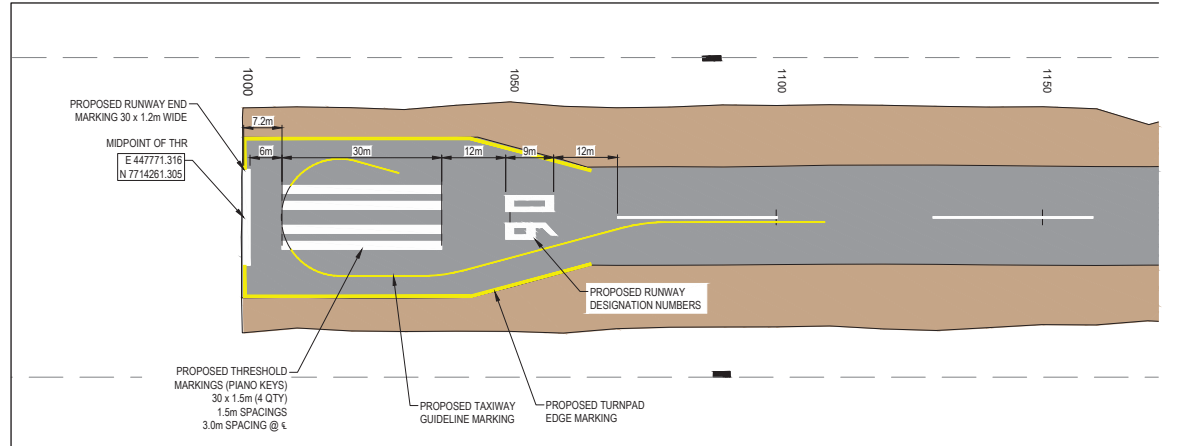 1000
1050
1100
1150
PROPOSED RUNWAY END
MARKING 30 x 1.2m WIDE
7.2m
MIDPOINT OF THR
E 447771.316
N 7714261.305
6m
30m
12m
9m
12m
09
PROPOSED RUNWAY
DESIGNATION NUMBERS
PROPOSED THRESHOLD
MARKINGS (PIANO KEYS)
30 x 1.5m (4 QTY)
1.5m SPACINGS
3.0m SPACING @ ℄
PROPOSED TAXIWAY
GUIDELINE MARKING
PROPOSED TURNPAD
EDGE MARKING